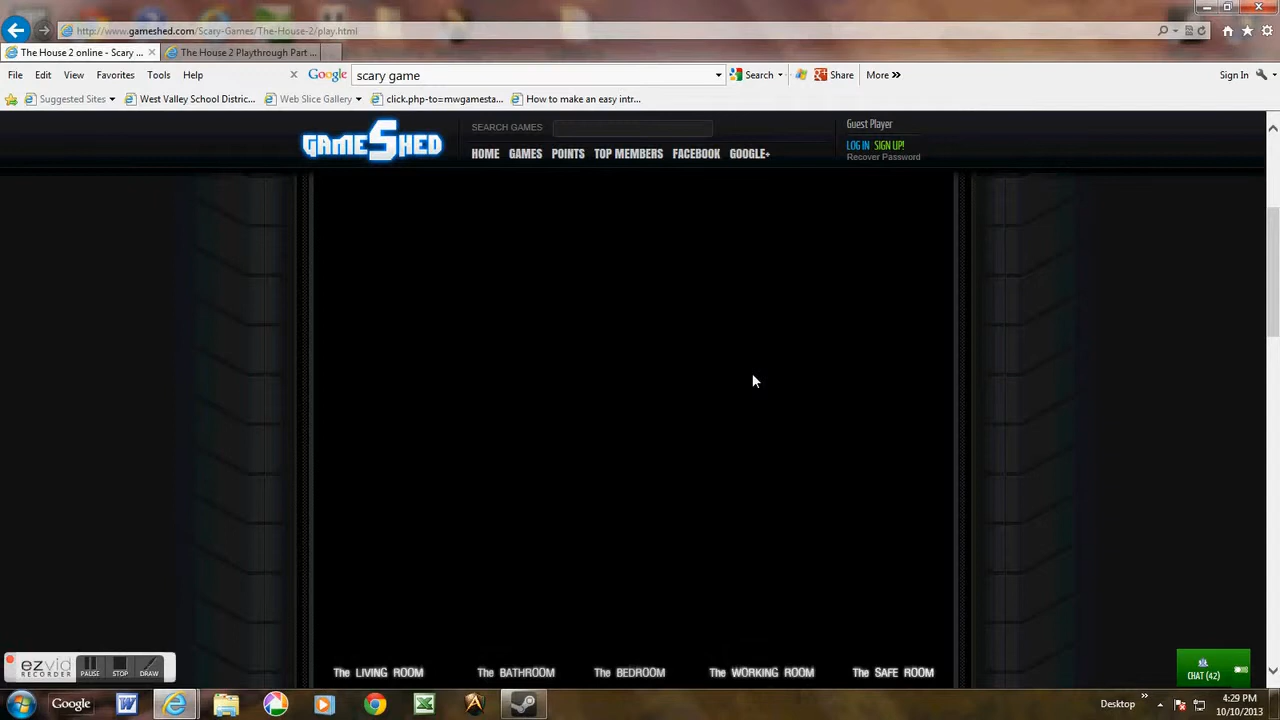 http://www.gameshed.com/Scary-Games/The-House-2/play.html
The House 2 online - Scary ...
The House 2 Playthrough Part ...
File Edit View Favorites Tools Help
Google scary game Search Share More »
Sign In
Suggested Sites West Valley School Distric... Web Slice Gallery click.php-to=mwgamesta... How to make an easy intr...
GAMESHED
SEARCH GAMES
Guest Player
HOME GAMES POINTS TOP MEMBERS FACEBOOK GOOGLE+
LOG IN SIGN UP!
Recover Password
ezvid
RECORDER
PAUSE STOP DRAW
The LIVING ROOM The BATHROOM The BEDROOM The WORKING ROOM The SAFE ROOM
CHAT (42)
Google
Desktop
4:29 PM
10/10/2013